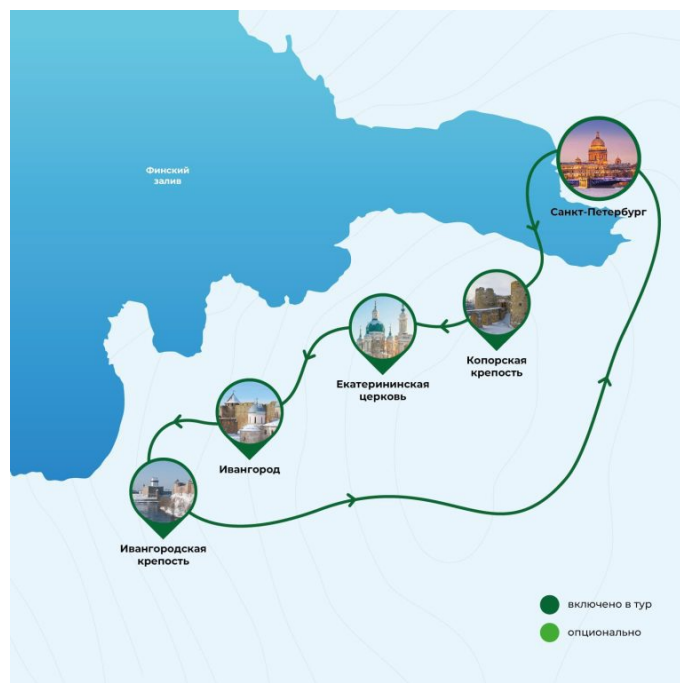 Финский
залив
Санкт-Петербург
Копорская
крепость
Екатерининская
церковь
Ивангород
Ивангородская
крепость
включено в тур
опционально